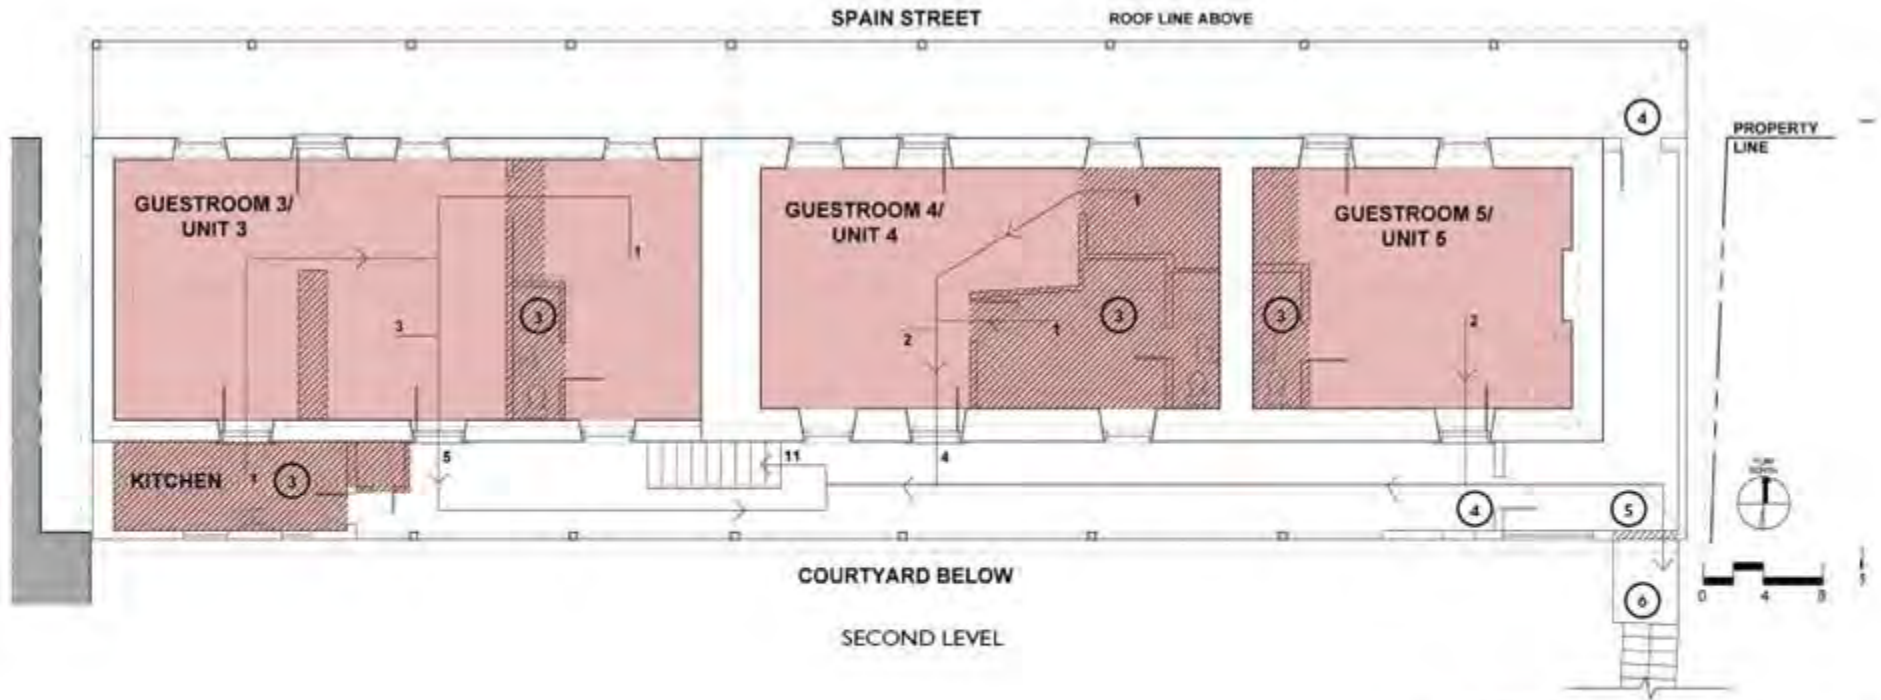 SPAIN STREET
ROOF LINE ABOVE
4
PROPERTY
LINE
GUESTROOM 3/
UNIT 3
GUESTROOM 4/
UNIT 4
GUESTROOM 5/
UNIT 5
1
1
3
3
3
3
3
2
1
2
KITCHEN
1
3
5
11
4
4
5
COURTYARD BELOW
6
0
4
8
SECOND LEVEL